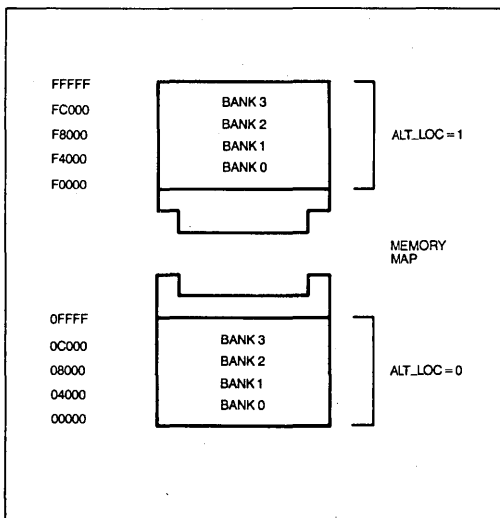 FFFFF
FC000
F8000
F4000
F0000
BANK 3
BANK 2
BANK 1
BANK 0
ALT_LOC = 1
MEMORY
MAP
0FFFF
0C000
08000
04000
00000
BANK 3
BANK 2
BANK 1
BANK 0
ALT_LOC = 0